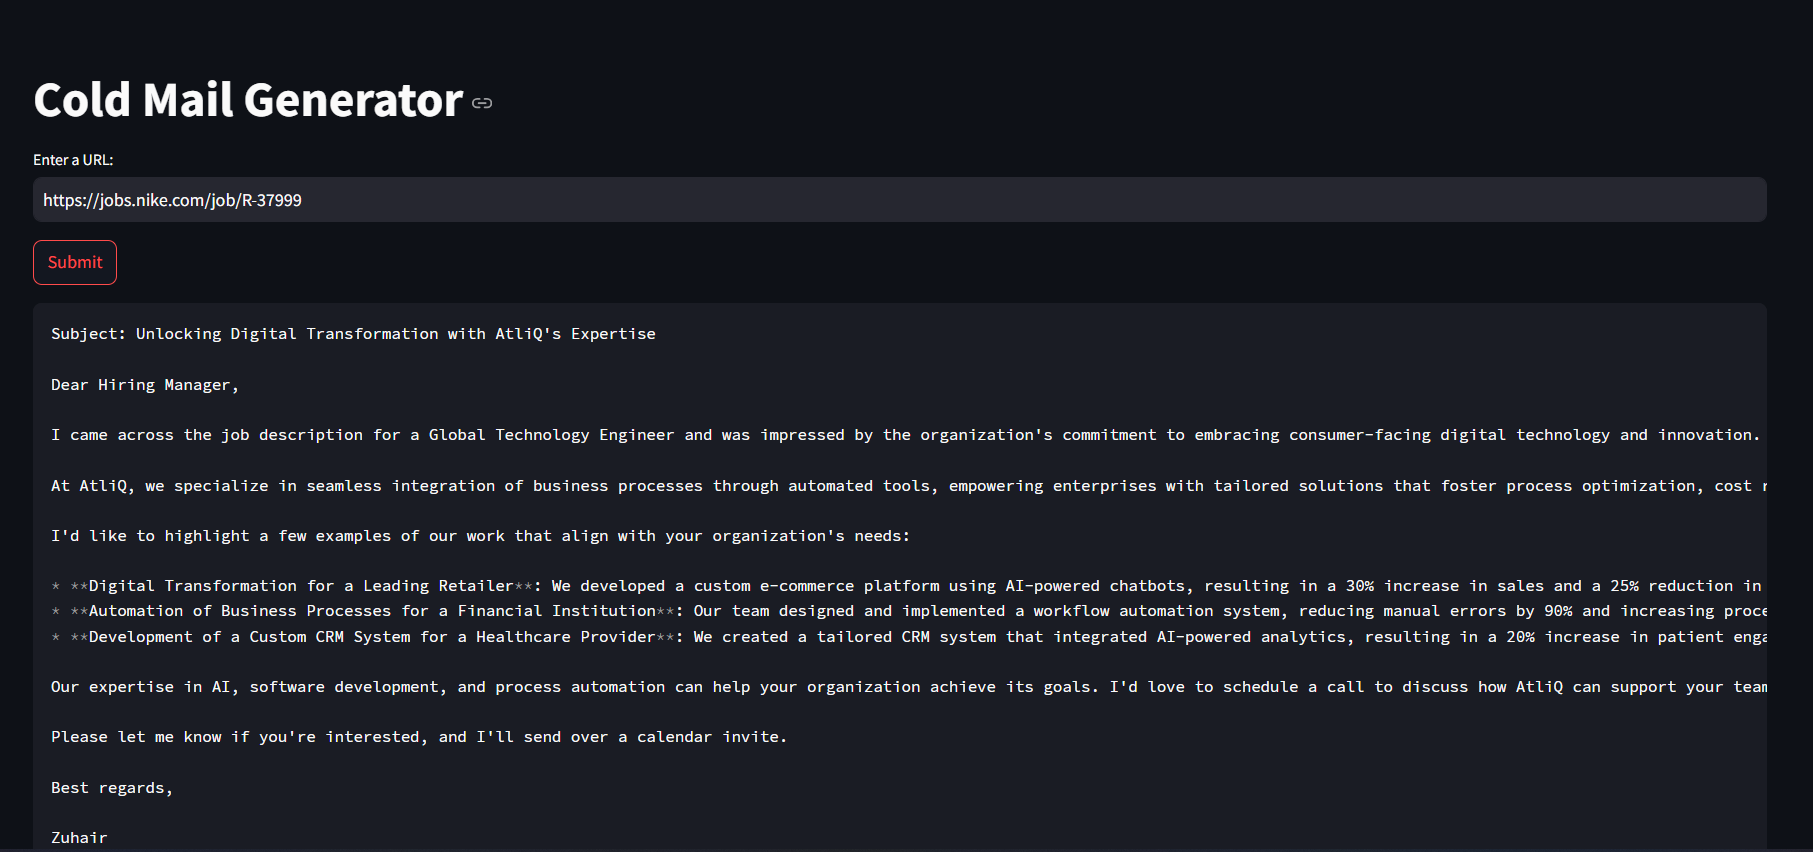 Cold Mail Generator
Enter a URL:
https://jobs.nike.com/job/R-37999
Submit
Subject: Unlocking Digital Transformation with AtliQ's Expertise
Dear Hiring Manager,
I came across the job description for a Global Technology Engineer and was impressed by the organization's commitment to embracing consumer-facing digital technology and innovation.
At AtliQ, we specialize in seamless integration of business processes through automated tools, empowering enterprises with tailored solutions that foster process optimization, cost
I'd like to highlight a few examples of our work that align with your organization's needs:
* **Digital Transformation for a Leading Retailer**: We developed a custom e-commerce platform using AI-powered chatbots, resulting in a 30% increase in sales and a 25% reduction in
* **Automation of Business Processes for a Financial Institution**: Our team designed and implemented a workflow automation system, reducing manual errors by 90% and increasing proce
* **Development of a Custom CRM System for a Healthcare Provider**: We created a tailored CRM system that integrated AI-powered analytics, resulting in a 20% increase in patient enga
Our expertise in AI, software development, and process automation can help your organization achieve its goals. I'd love to schedule a call to discuss how AtliQ can support your team
Please let me know if you're interested, and I'll send over a calendar invite.
Best regards,
Zuhair